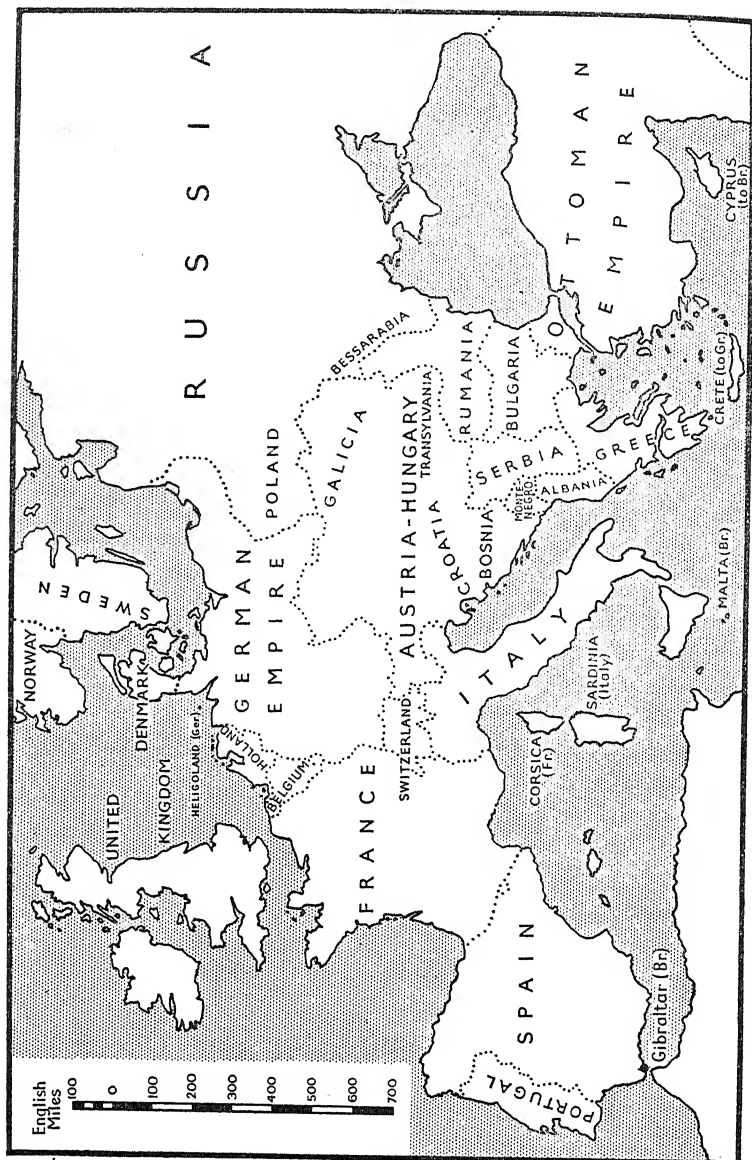 English
Miles
100
0
100
200
300
400
500
600
700
NORWAY
SWEDEN
UNITED
KINGDOM
DENMARK
HELIGOLAND (Ger).
HOLLAND
BELGIUM
GERMAN
EMPIRE
POLAND
RUSSIA
FRANCE
SWITZERLAND
AUSTRIA-HUNGARY
GALICIA
BESSARABIA
TRANSYLVANIA
CROATIA
BOSNIA
RUMANIA
SERBIA
BULGARIA
MONTE-
NEGRO
ALBANIA
GREECE
ITALY
SPAIN
PORTUGAL
CORSICA
(Fr)
SARDINIA
(Italy)
OTTOMAN
EMPIRE
Gibraltar (Br)
MALTA (Br)
CRETE (to Gr.)
CYPRUS
(to Br.)